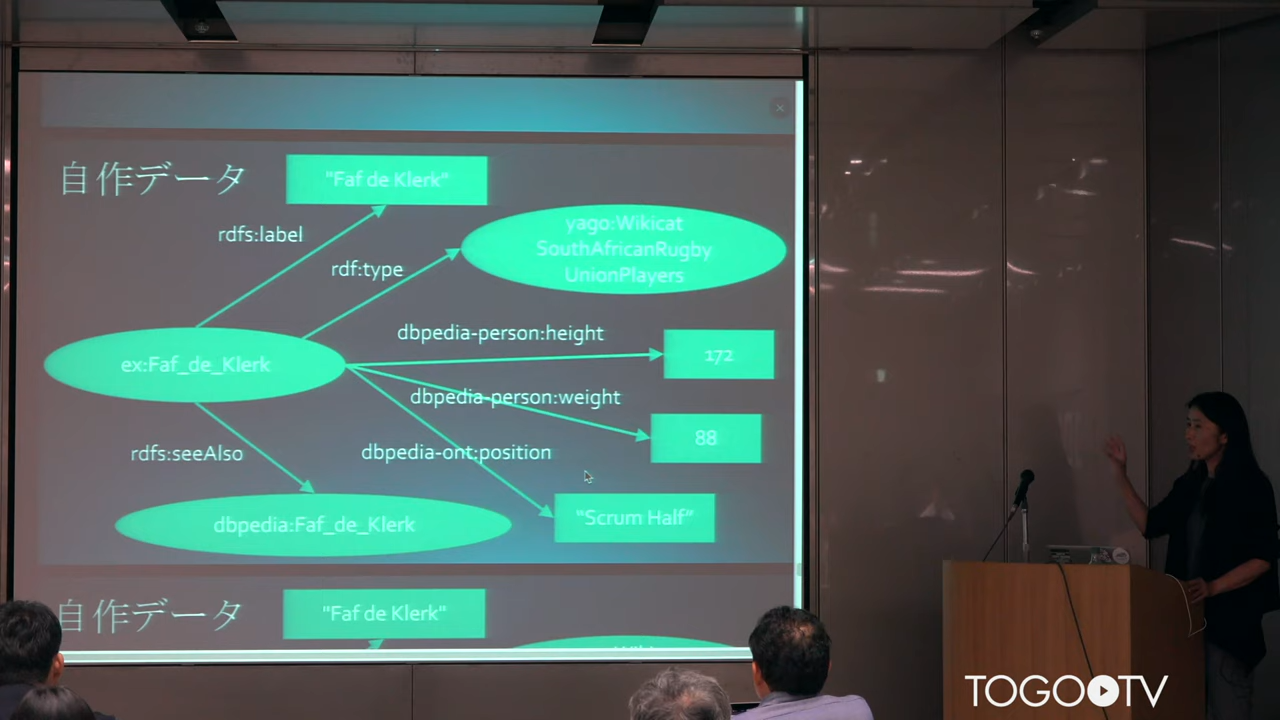 自作データ
"Faf de Klerk"
rdfs:label
yago:Wikicat
SouthAfricanRugby
UnionPlayers
rdf:type
dbpedia-person:height
172
ex:Faf_de_Klerk
dbpedia-person:weight
88
rdfs:seeAlso
dbpedia-ont:position
dbpedia:Faf_de_Klerk
"Scrum Half"
自作データ
"Faf de Klerk"
TOGOTV